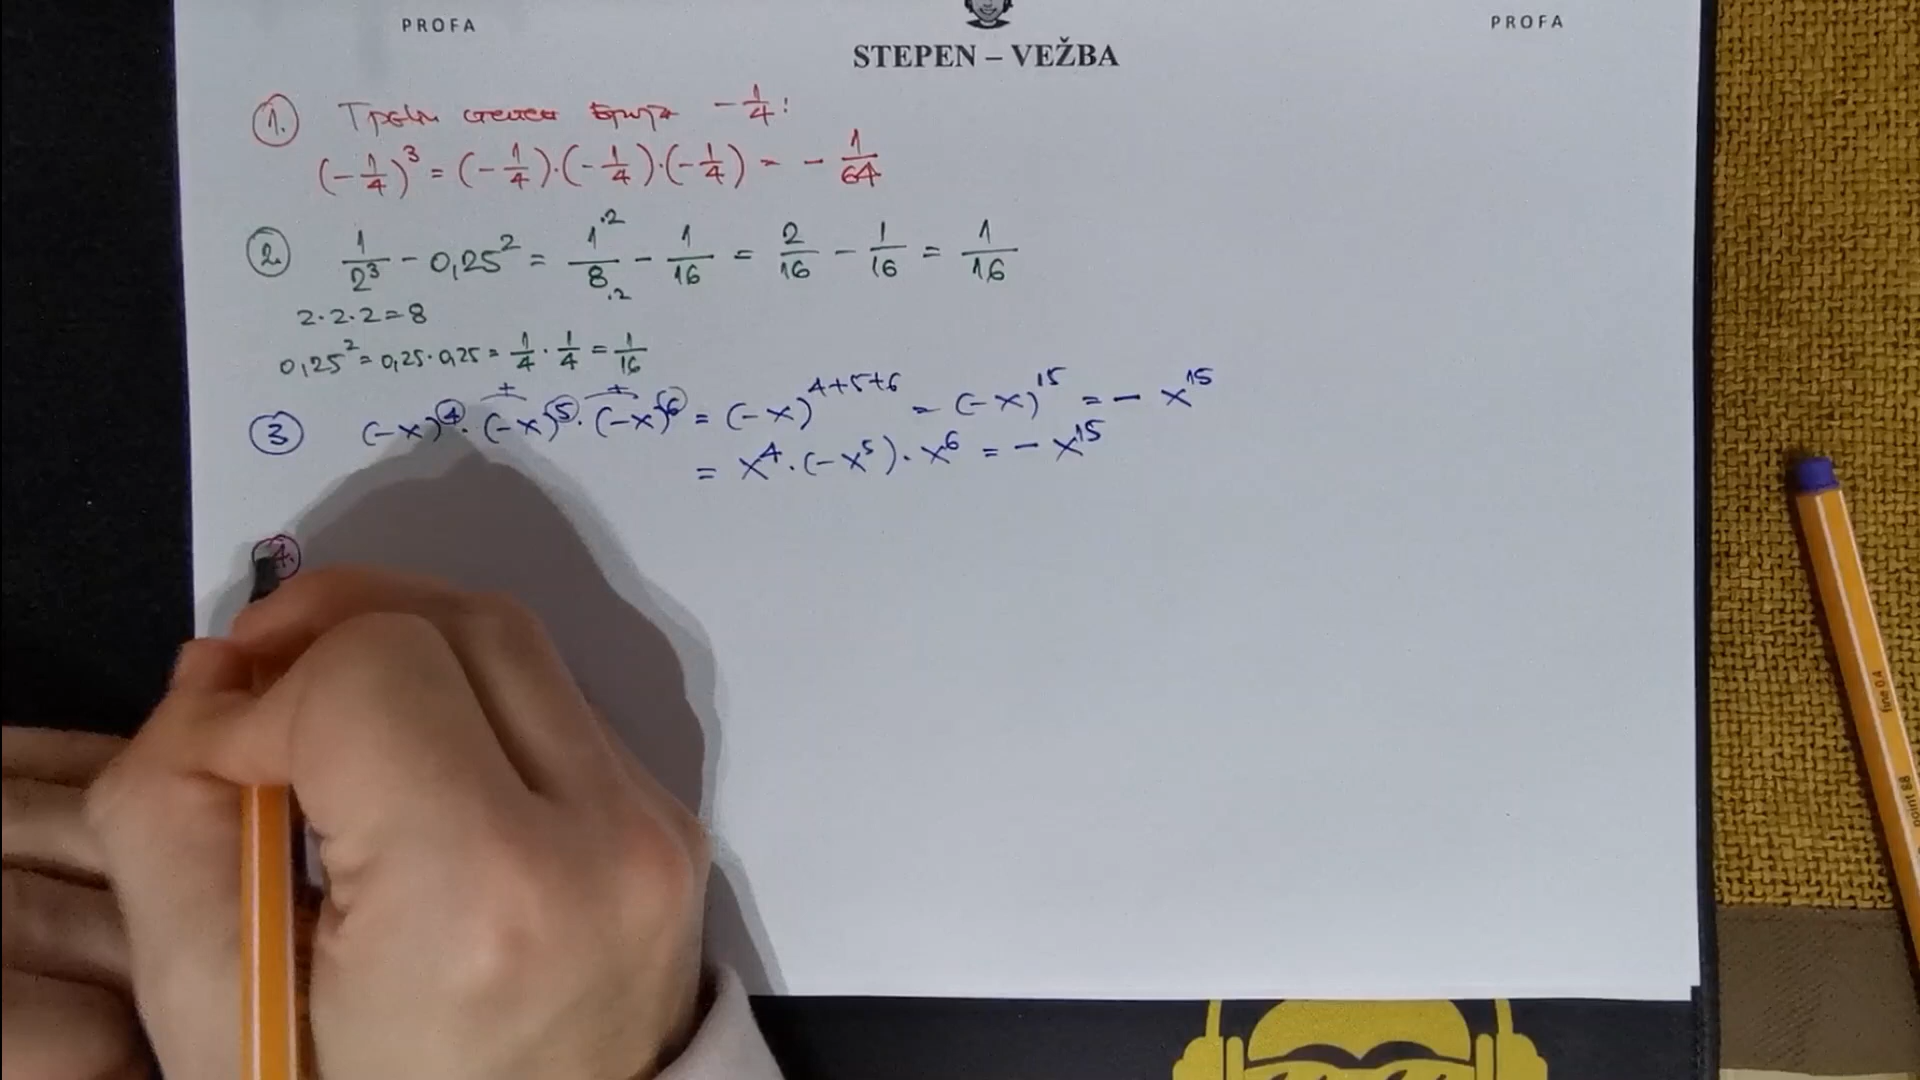 PROFA
PROFA
STEPEN – VEŽBA
1. Трећи степен броја -1/4:
(-1/4)³ = (-1/4)·(-1/4)·(-1/4) = - 1/64
2. 1/2³ - 0,25² = 1·2/8·2 - 1/16 = 2/16 - 1/16 = 1/16
2·2·2=8
0,25² = 0,25·0,25 = 1/4 · 1/4 = 1/16
+ +
3 (-x)⁴·(-x)⁵·(-x)⁶ = (-x)⁴⁺⁵⁺⁶ = (-x)¹⁵ = - x¹⁵
= x⁴·(-x⁵)·x⁶ = - x¹⁵
4.
fine 0.4
point 88